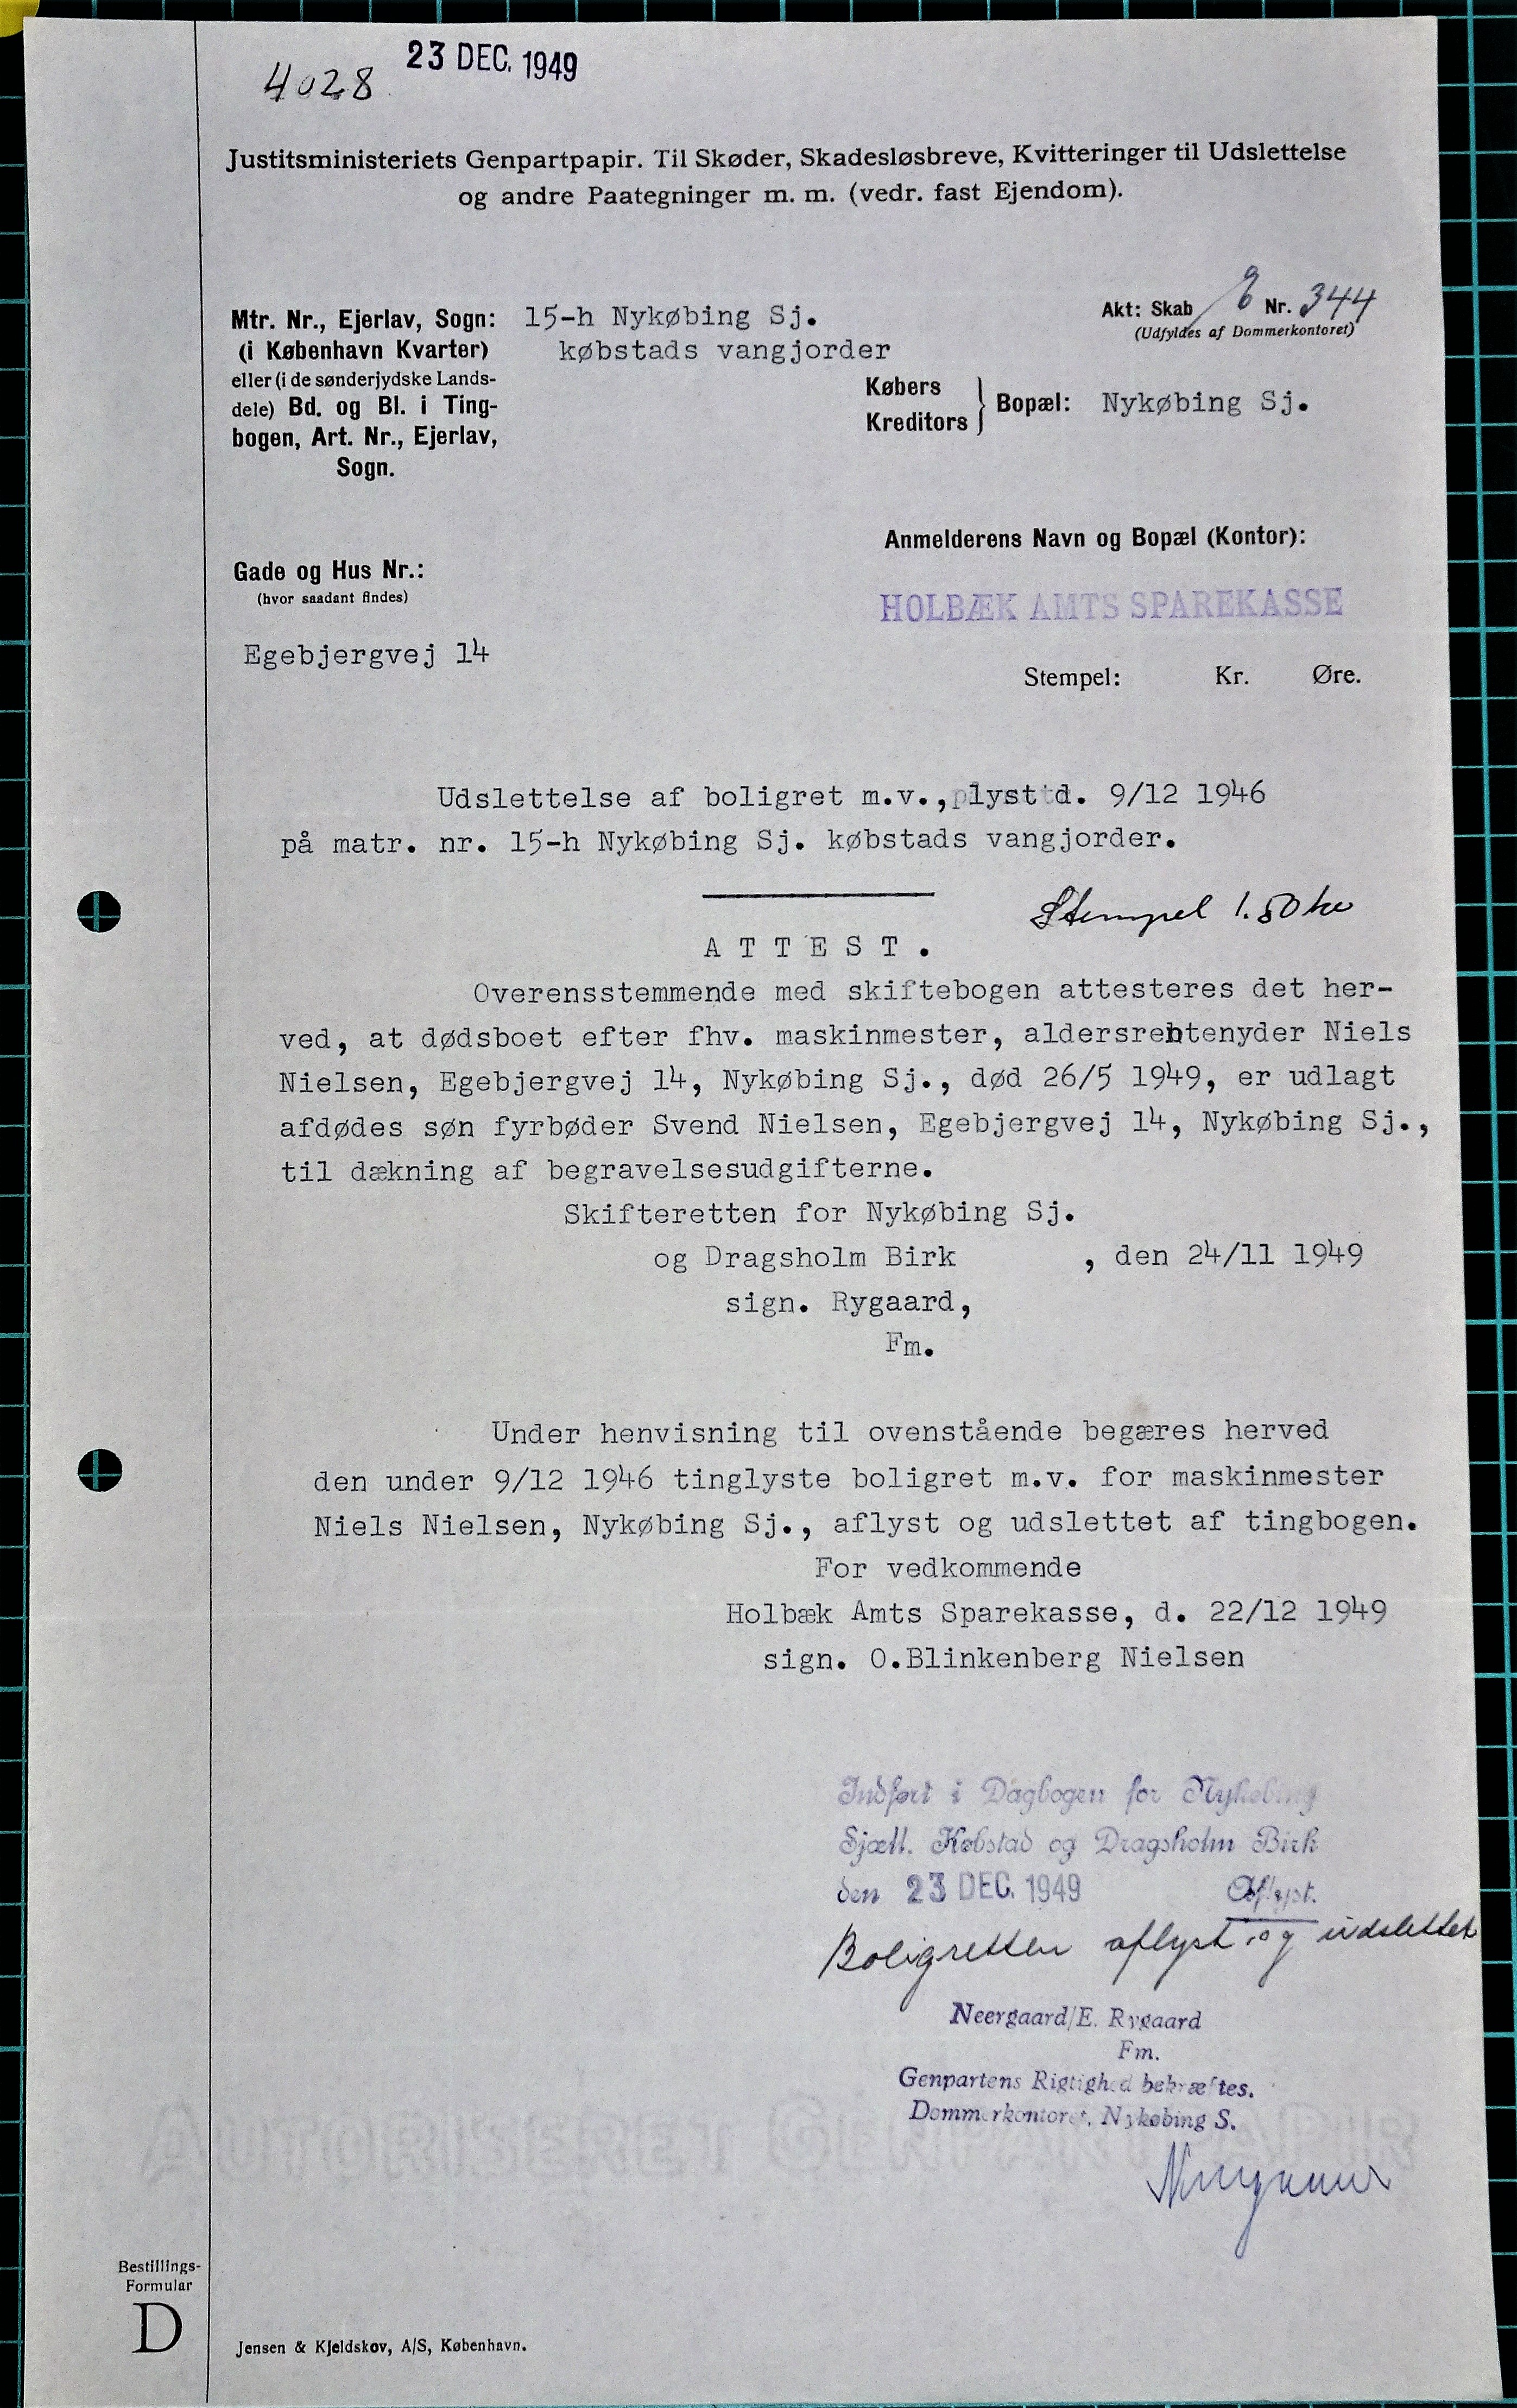 4028
23 DEC. 1949
Justitsministeriets Genpartpapir. Til Skøder, Skadesløsbreve, Kvitteringer til Udslettelse
og andre Paategninger m. m. (vedr. fast Ejendom).
Mtr. Nr., Ejerlav, Sogn: 15-h Nykøbing Sj.
(i København Kvarter) købstads vangjorder
eller (i de sønderjydske Lands-
dele) Bd. og Bl. i Ting-
bogen, Art. Nr., Ejerlav,
Sogn.
Akt: Skab E Nr. 344
(Udfyldes af Dommerkontoret)
Købers
Kreditors } Bopæl: Nykøbing Sj.
Gade og Hus Nr.:
(hvor saadant findes)
Egebjergvej 14
Anmelderens Navn og Bopæl (Kontor):
HOLBÆK AMTS SPAREKASSE
Stempel: Kr. Øre.
Udslettelse af boligret m.v., lyst d. 9/12 1946
på matr. nr. 15-h Nykøbing Sj. købstads vangjorder.
Stempel 1.50 kr
A T T E S T .
Overensstemmende med skiftebogen attesteres det her-
ved, at dødsboet efter fhv. maskinmester, aldersrentenyder Niels
Nielsen, Egebjergvej 14, Nykøbing Sj., død 26/5 1949, er udlagt
afdødes søn fyrbøder Svend Nielsen, Egebjergvej 14, Nykøbing Sj.,
til dækning af begravelsesudgifterne.
Skifteretten for Nykøbing Sj.
og Dragsholm Birk , den 24/11 1949
sign. Rygaard,
Fm.
Under henvisning til ovenstående begæres herved
den under 9/12 1946 tinglyste boligret m.v. for maskinmester
Niels Nielsen, Nykøbing Sj., aflyst og udslettet af tingbogen.
For vedkommende
Holbæk Amts Sparekasse, d. 22/12 1949
sign. O.Blinkenberg Nielsen
Indført i Dagbogen for Nykøbing
Sjæll. Købstad og Dragsholm Birk
den 23 DEC. 1949 Aflyst.
Boligretten aflyst og udslettet
Neergaard/E. Rygaard
Fm.
Genpartens Rigtighed bekræftes.
Dommerkontoret, Nykøbing S.
AUTORISERET GENPARTPAPIR
Bestillings-
Formular
D
Jensen & Kjeldskov, A/S, København.